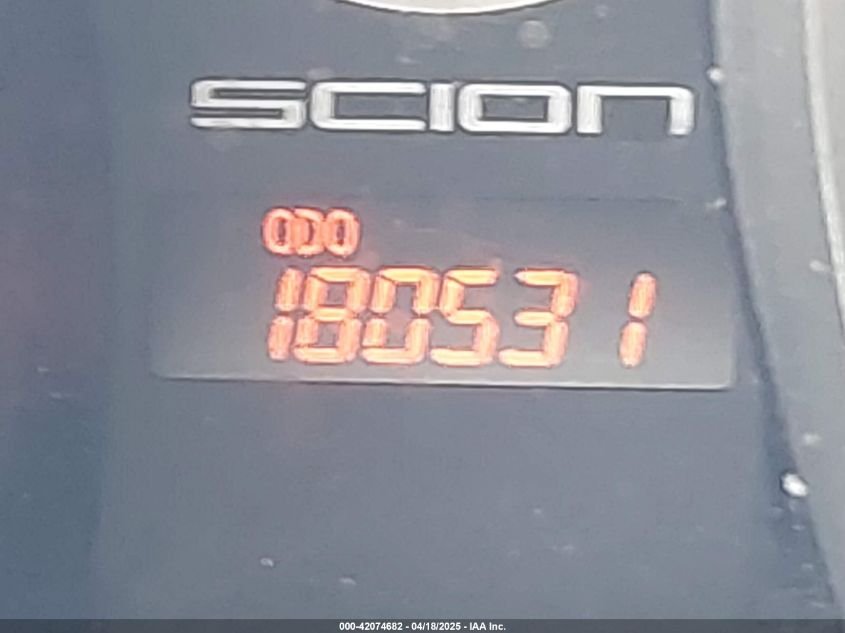 SCION
ODO
180531
000-42074682 - 04/18/2025 - IAA Inc.